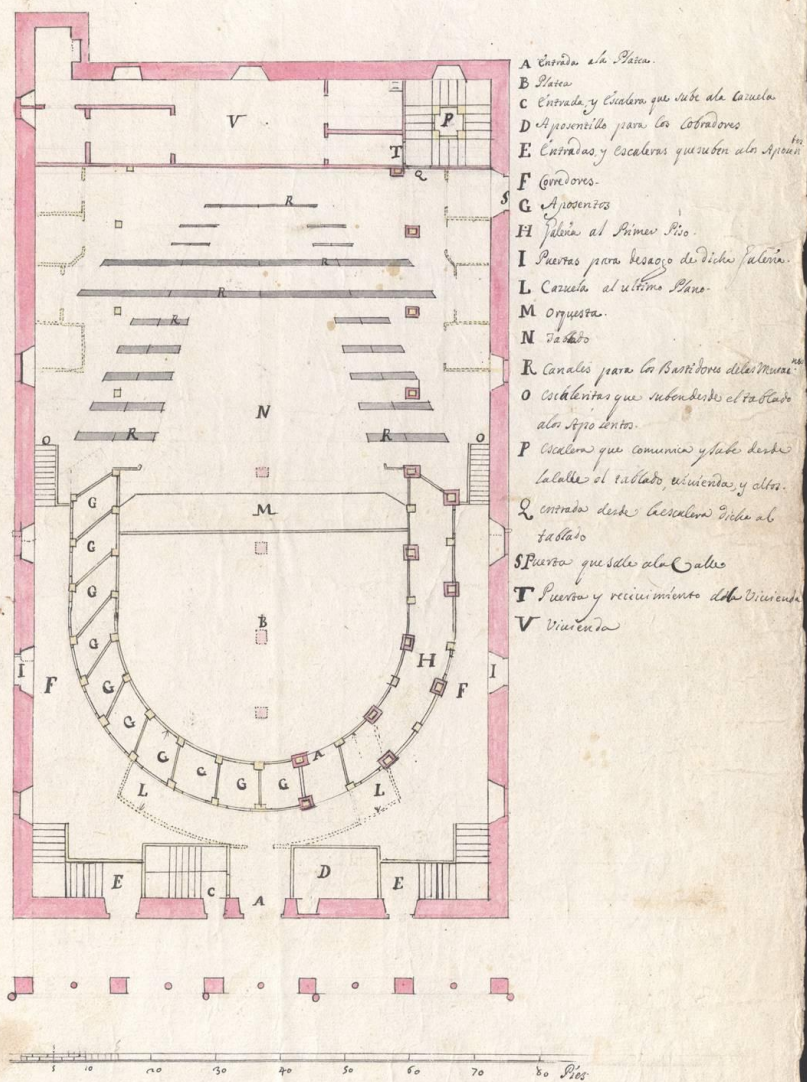 A Entrada ala Platea.
B Platea
C Entrada, y Escalera que sube ala Cazuela
D Aposentillo para los Cobradores
E Entradas, y escaleras que suben alos Aposentos
F Corredores.
G Aposentos
H Galeria al Primer Piso.
I Puertas para desaogo de dicha Galeria.
L Cazuela al ultimo Plano.
M Orquesta.
N Tablado
R Canales para los Bastidores delas
O escaleritas que suben desde el tablado
alos Aposentos.
P escalera que comunica y sube desde
la calle el tablado, vivienda, y altos.
Q entrada desde la escalera dicha al
tablado
S Puerta que sale ala Calle
T Puerta y recivimiento dela Vivienda
V Vivienda
V
P
T
Q
S
R
R
R
R
N
R
R
O
O
G
M
G
G
B
G
H
I
F
G
F
I
G
G
A
G
G
G
L
L
E
C
D
E
A
5 10 20 30 40 50 60 70 80 Pies